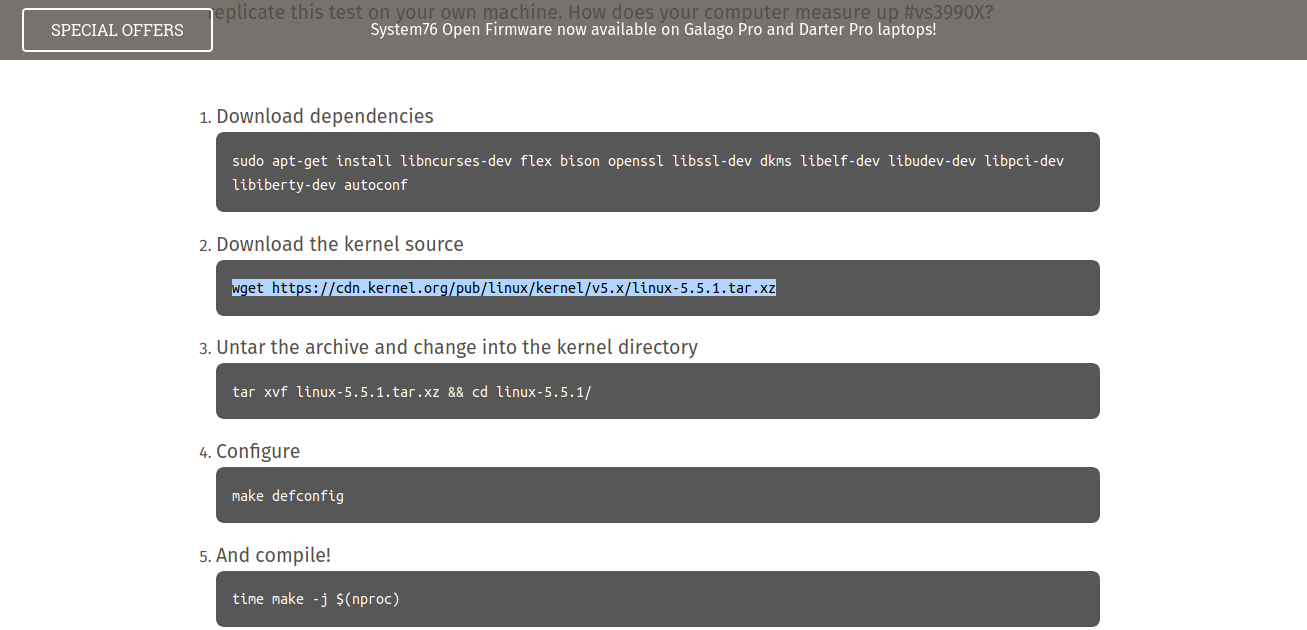 replicate this test on your own machine. How does your computer measure up #vs3990X?
SPECIAL OFFERS
System76 Open Firmware now available on Galago Pro and Darter Pro laptops!
1. Download dependencies
sudo apt-get install libncurses-dev flex bison openssl libssl-dev dkms libelf-dev libudev-dev libpci-dev
libiberty-dev autoconf
2. Download the kernel source
wget https://cdn.kernel.org/pub/linux/kernel/v5.x/linux-5.5.1.tar.xz
3. Untar the archive and change into the kernel directory
tar xvf linux-5.5.1.tar.xz && cd linux-5.5.1/
4. Configure
make defconfig
5. And compile!
time make -j $(nproc)